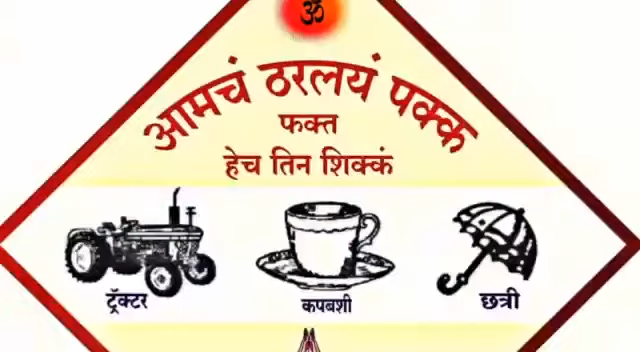 ॐ
आमचं ठरलयं पक्क
फक्त
हेच तिन शिक्कं
ट्रॅक्टर कपबशी छत्री